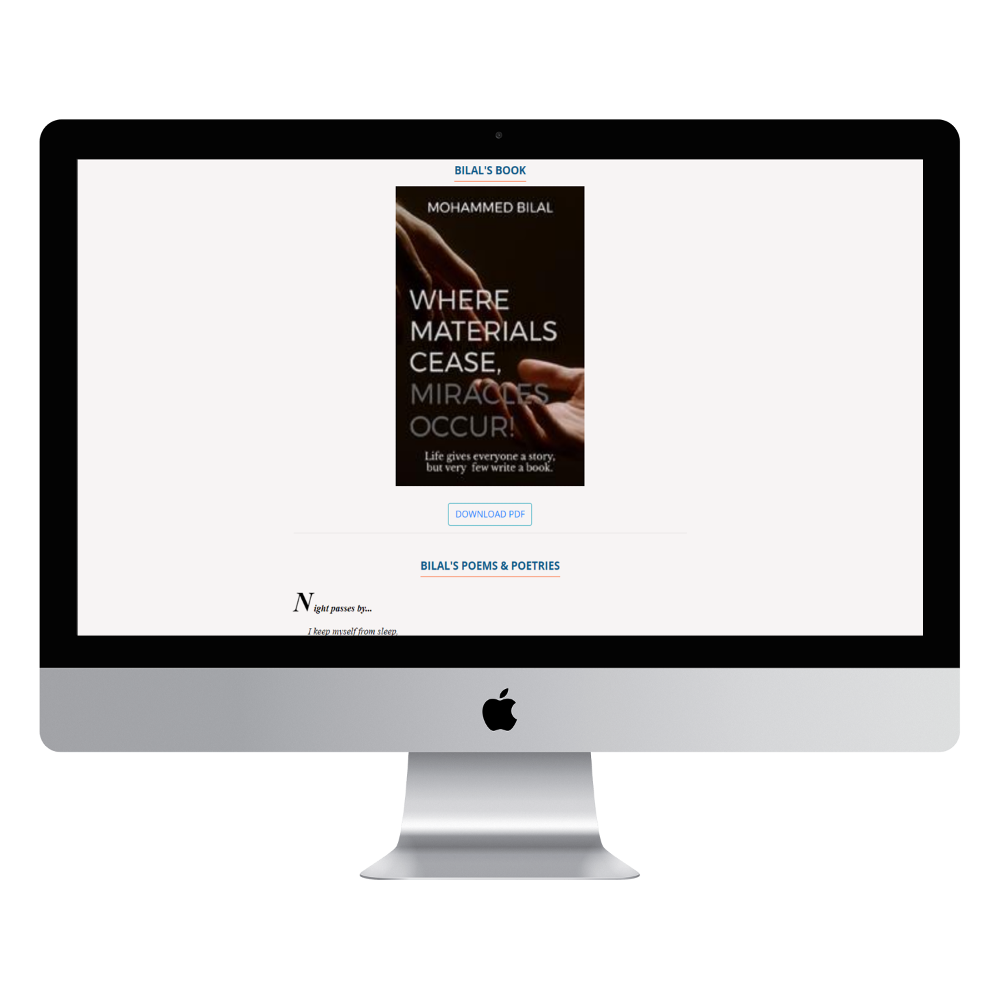 BILAL'S BOOK
MOHAMMED BILAL
WHERE
MATERIALS
CEASE,
MIRACLES
OCCUR!
Life gives everyone a story,
but very few write a book.
DOWNLOAD PDF
BILAL'S POEMS & POETRIES
Night passes by...
I keep myself from sleep,